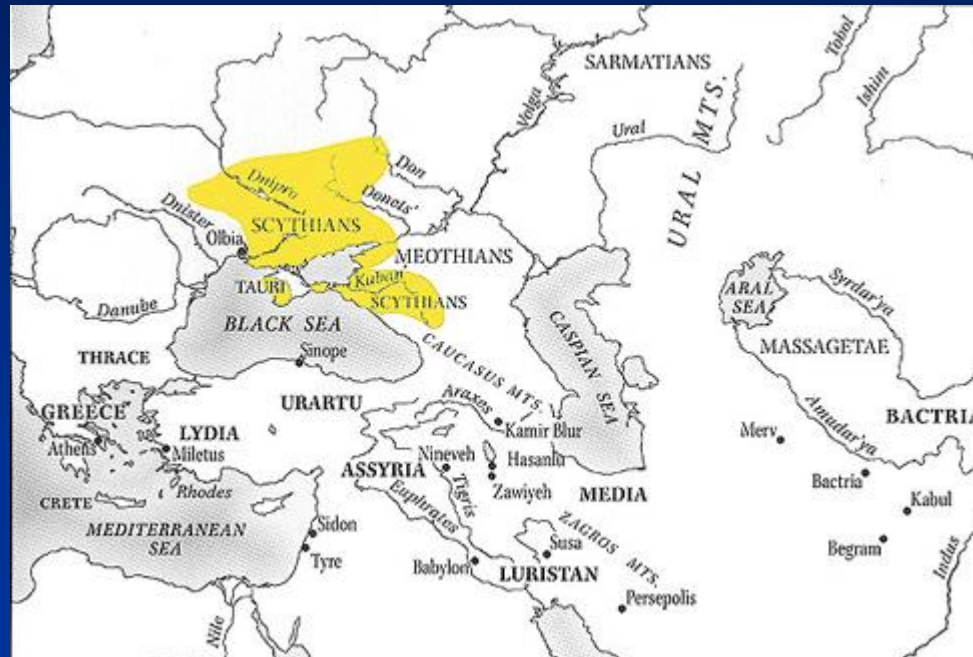 SARMATIANS
Tobol
Ishim
Volga
Ural
URAL MTS.
Don
Dnipro
Donets'
Dnister
SCYTHIANS
Olbia
MEOTHIANS
TAURI
Kuban
SCYTHIANS
ARAL
SEA
Syrdar'ya
Danube
BLACK SEA
CASPIAN SEA
MASSAGETAE
Sinope
CAUCASUS MTS.
THRACE
URARTU
Araxes
Amudar'ya
BACTRIA
GREECE
Athens
LYDIA
Miletus
Kamir Blur
Merv
ASSYRIA
Nineveh
Hasanlu
Zawiyeh
MEDIA
Bactria
CRETE
Rhodes
Euphrates
Tigris
Kabul
MEDITERRANEAN
SEA
Sidon
Tyre
ZAGROS MTS.
Susa
Begram
Indus
Babylon
LURISTAN
Persepolis
Nile